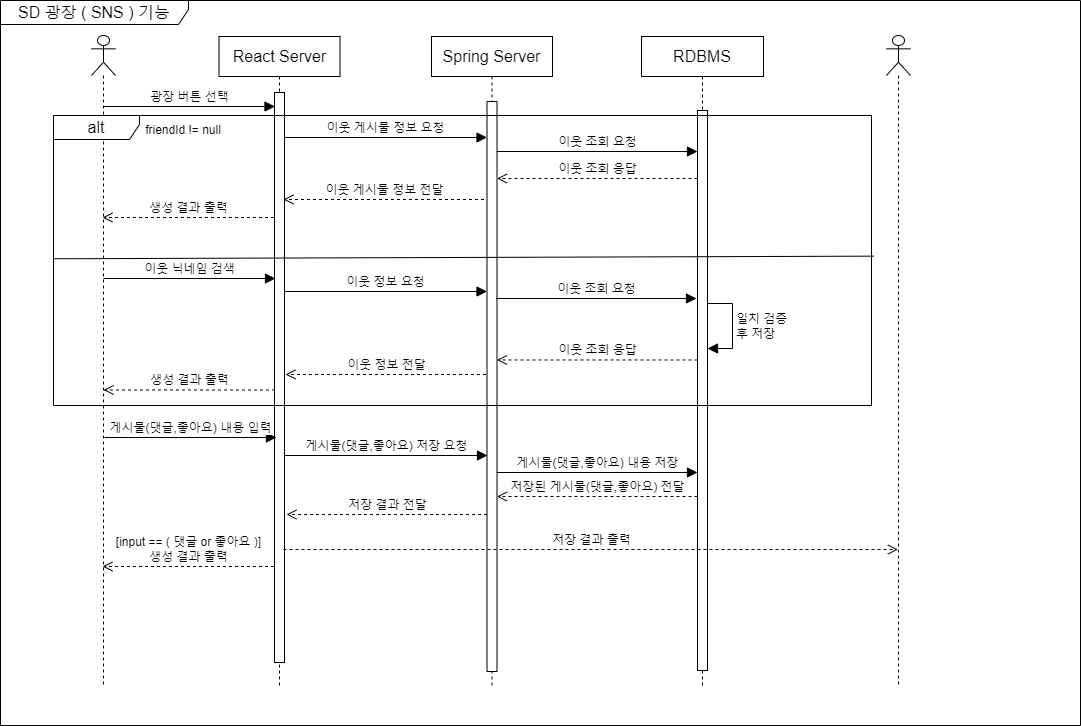 SD 광장 ( SNS ) 기능
React Server
Spring Server
RDBMS
광장 버튼 선택
alt
friendId != null
이웃 게시물 정보 요청
이웃 조회 요청
이웃 조회 응답
이웃 게시물 정보 전달
생성 결과 출력
이웃 닉네임 검색
이웃 정보 요청
이웃 조회 요청
일치 검증
후 저장
이웃 조회 응답
이웃 정보 전달
생성 결과 출력
게시물(댓글,좋아요) 내용 입력
게시물(댓글,좋아요) 저장 요청
게시물(댓글,좋아요) 내용 저장
저장된 게시물(댓글,좋아요) 전달
저장 결과 전달
저장 결과 출력
[input == ( 댓글 or 좋아요 )]
생성 결과 출력